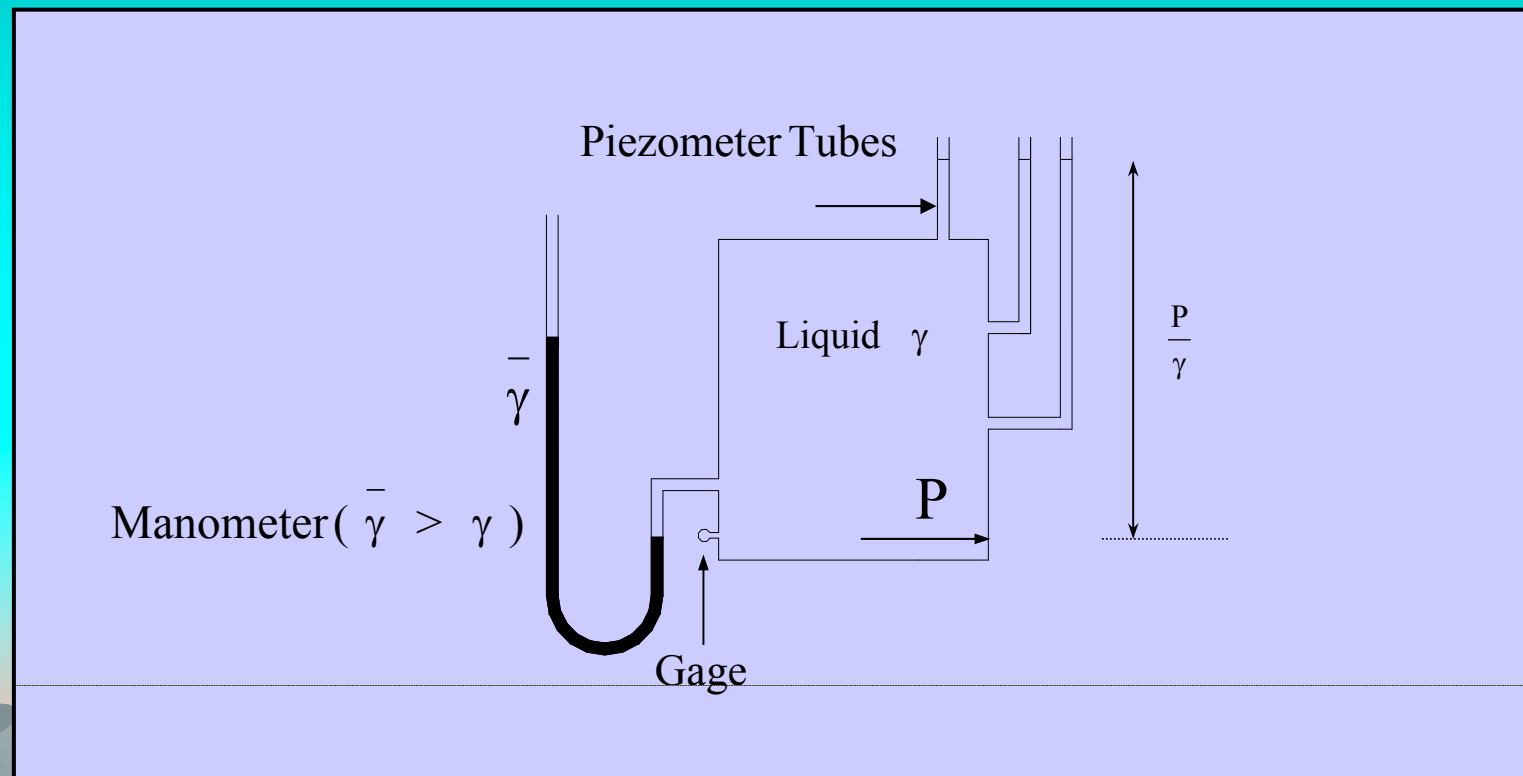 Piezometer Tubes
P
γ
Liquid γ
γ̅
P
Manometer( γ̅ > γ )
Gage